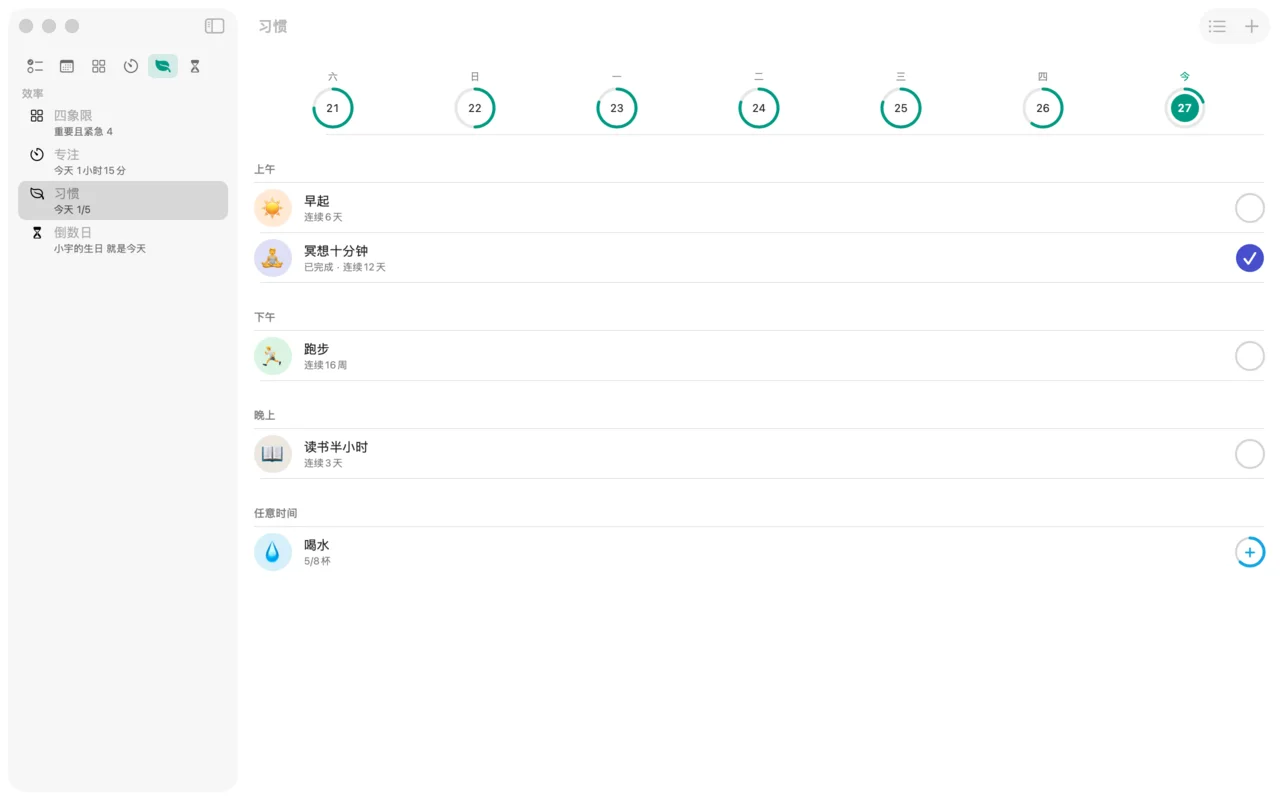 习惯
效率
四象限
重要且紧急 4
专注
今天 1小时15分
习惯
今天 1/5
倒数日
小宇的生日 就是今天
六 日 一 二 三 四 今
21 22 23 24 25 26 27
上午
早起
连续6天
冥想十分钟
已完成 · 连续12天
下午
跑步
连续16周
晚上
读书半小时
连续3天
任意时间
喝水
5/8杯